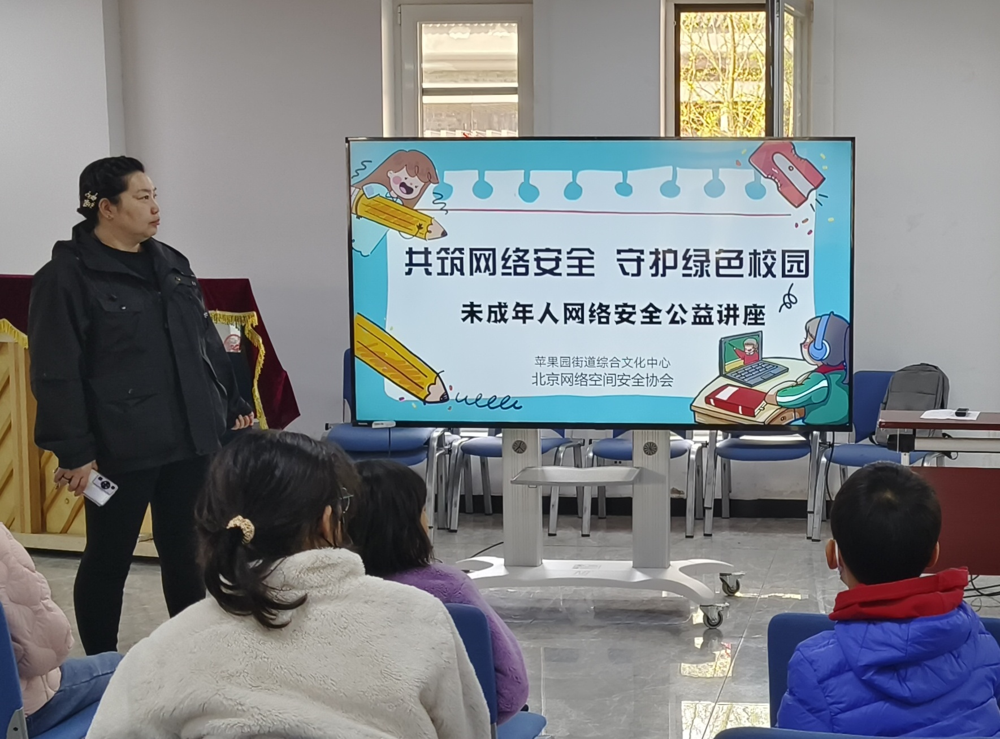 共筑网络安全 守护绿色校园
未成年人网络安全公益讲座
苹果园街道综合文化中心
北京网络空间安全协会